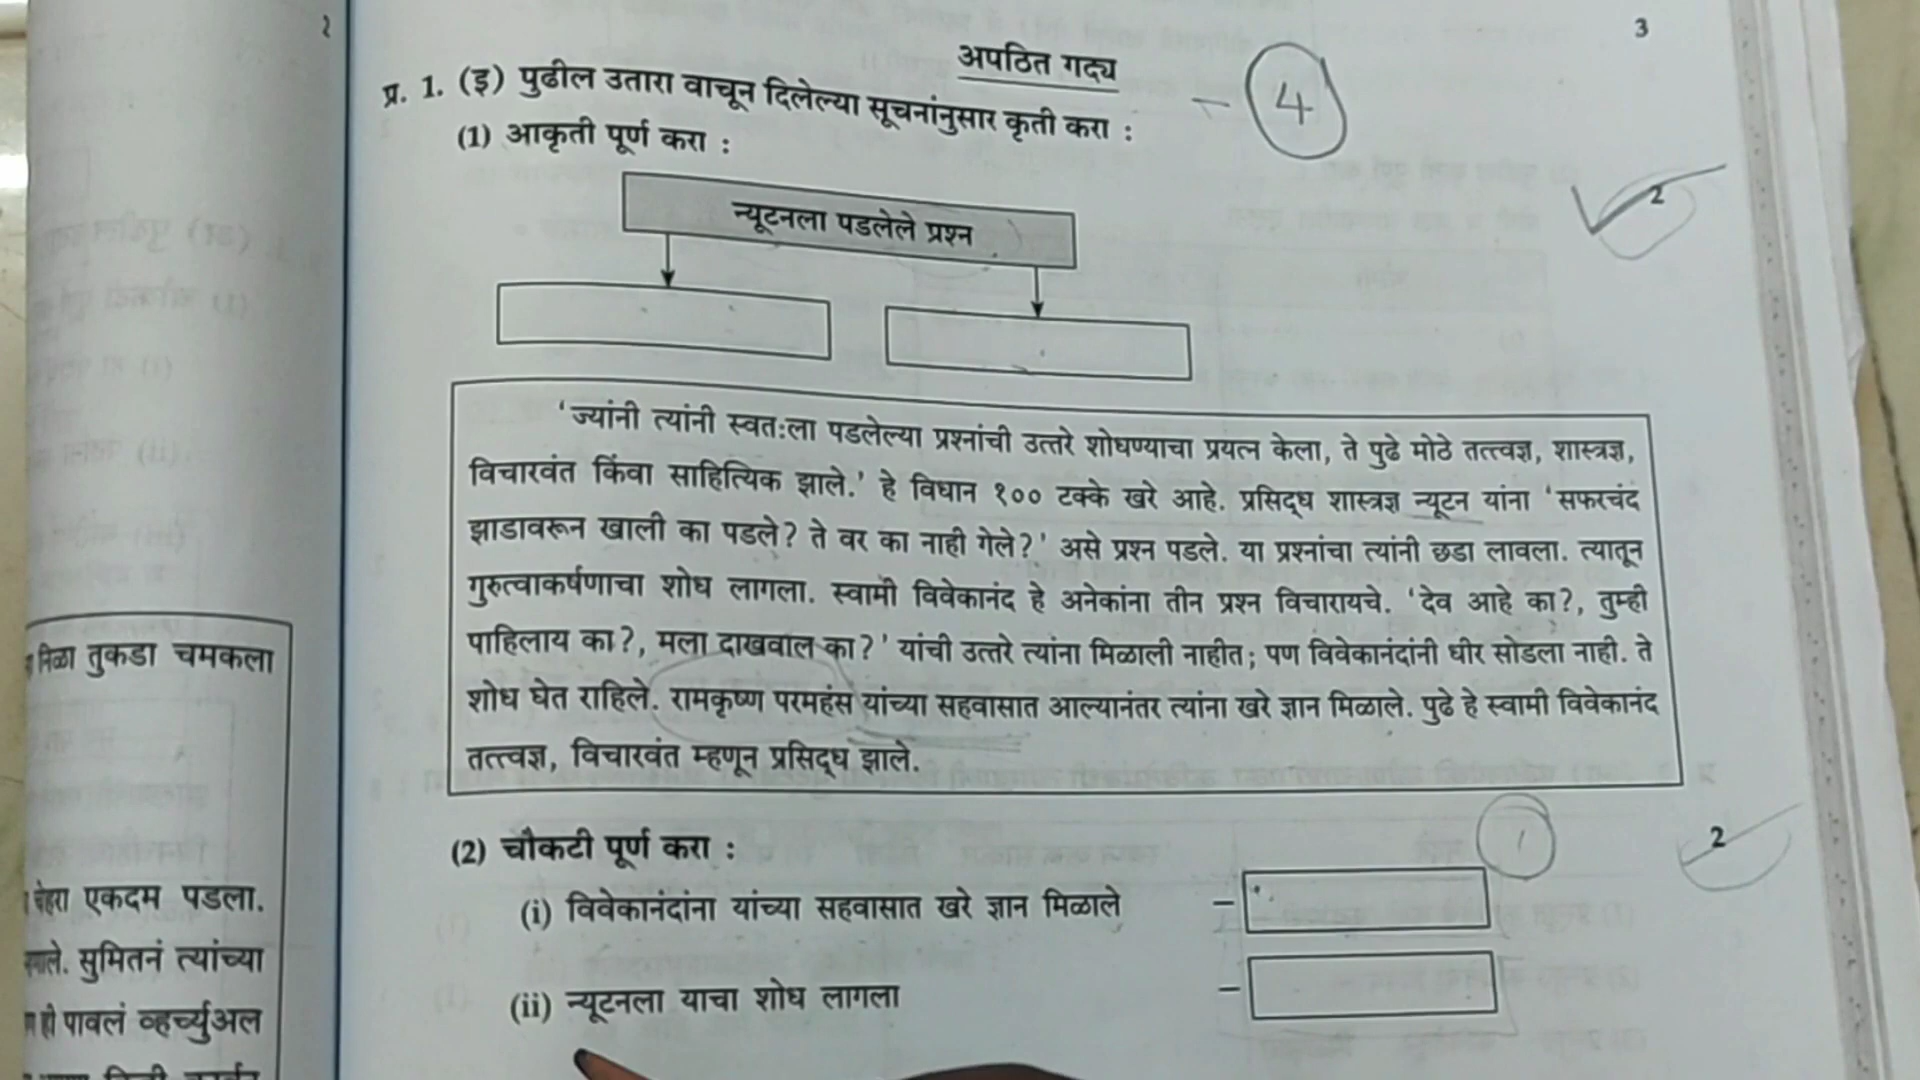 २
3
अपठित गद्य
प्र. 1. (इ) पुढील उतारा वाचून दिलेल्या सूचनांनुसार कृती करा :
4
(1) आकृती पूर्ण करा :
2
न्यूटनला पडलेले प्रश्न
'ज्यांनी त्यांनी स्वतःला पडलेल्या प्रश्नांची उत्तरे शोधण्याचा प्रयत्न केला, ते पुढे मोठे तत्त्वज्ञ, शास्त्रज्ञ,
विचारवंत किंवा साहित्यिक झाले.' हे विधान १०० टक्के खरे आहे. प्रसिद्ध शास्त्रज्ञ न्यूटन यांना 'सफरचंद
झाडावरून खाली का पडले? ते वर का नाही गेले?' असे प्रश्न पडले. या प्रश्नांचा त्यांनी छडा लावला. त्यातून
गुरुत्वाकर्षणाचा शोध लागला. स्वामी विवेकानंद हे अनेकांना तीन प्रश्न विचारायचे. 'देव आहे का?, तुम्ही
पाहिलाय का?, मला दाखवाल का?' यांची उत्तरे त्यांना मिळाली नाहीत; पण विवेकानंदांनी धीर सोडला नाही. ते
शोध घेत राहिले. रामकृष्ण परमहंस यांच्या सहवासात आल्यानंतर त्यांना खरे ज्ञान मिळाले. पुढे हे स्वामी विवेकानंद
तत्त्वज्ञ, विचारवंत म्हणून प्रसिद्ध झाले.
(2) चौकटी पूर्ण करा :
1
2
(i) विवेकानंदांना यांच्या सहवासात खरे ज्ञान मिळाले –
(ii) न्यूटनला याचा शोध लागला –
तुकडा चमकला
एकदम पडला.
सुमितनं त्यांच्या
पावलं व्हर्च्युअल